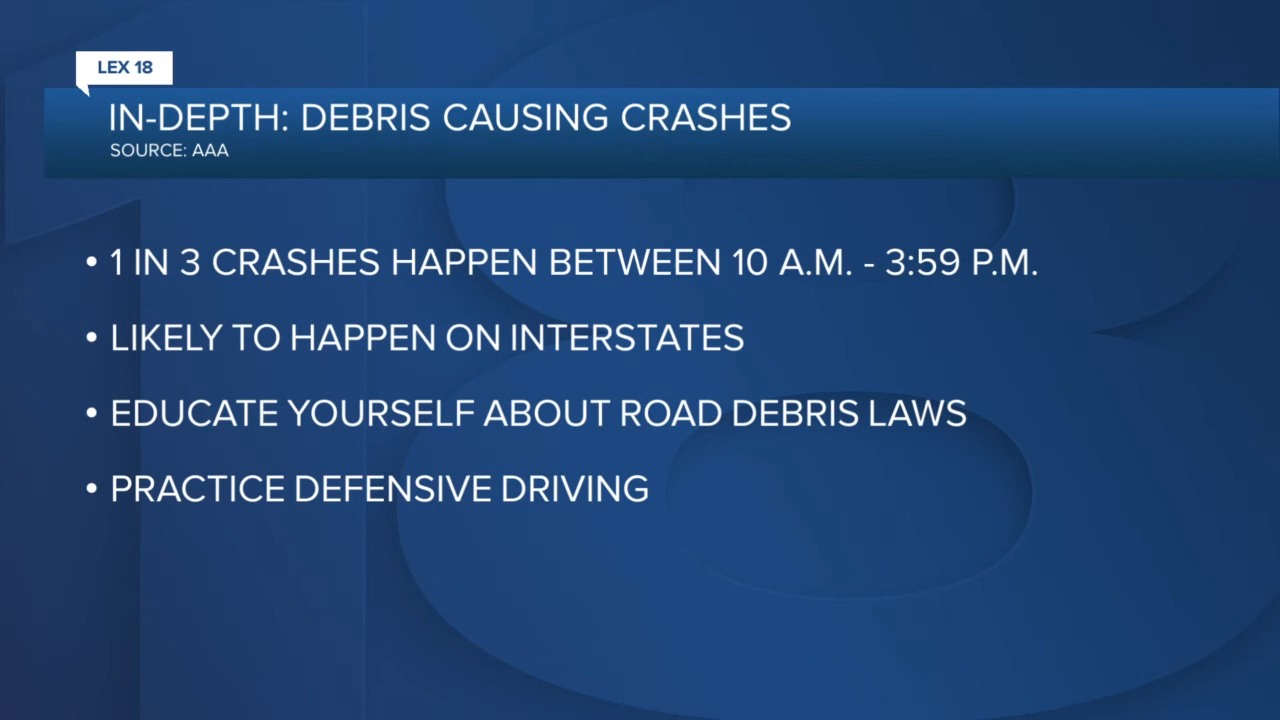 LEX 18
IN-DEPTH: DEBRIS CAUSING CRASHES
SOURCE: AAA
• 1 IN 3 CRASHES HAPPEN BETWEEN 10 A.M. - 3:59 P.M.
• LIKELY TO HAPPEN ON INTERSTATES
• EDUCATE YOURSELF ABOUT ROAD DEBRIS LAWS
• PRACTICE DEFENSIVE DRIVING